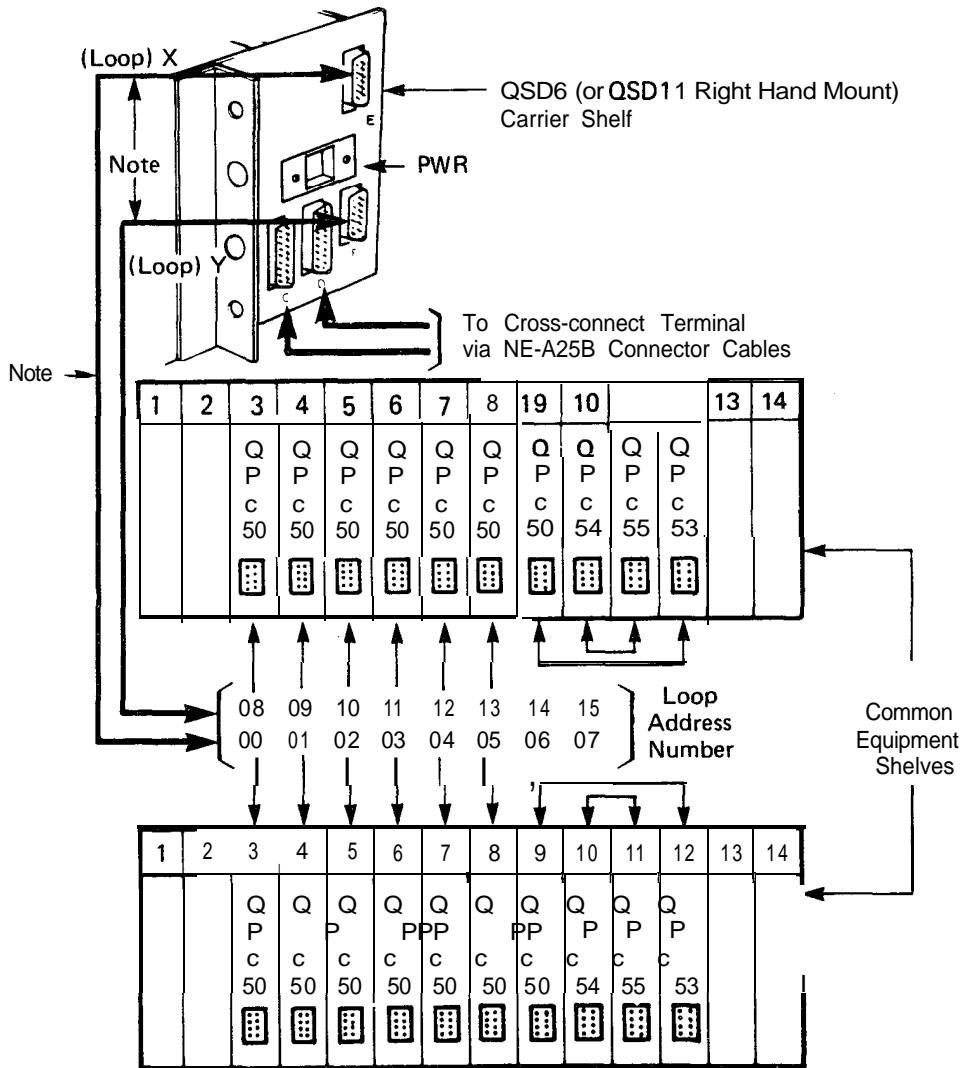 (Loop) X
QSD6 (or QSD11 Right Hand Mount)
Carrier Shelf
E
Note
PWR
F
(Loop) Y
C D
To Cross-connect Terminal
via NE-A25B Connector Cables
Note
1 2 3 4 5 6 7 8 19 10 13 14
Q Q Q Q Q Q Q Q Q Q
P P P P P P P P P P
c c c c c c c c c c
50 50 50 50 50 50 50 54 55 53
08 09 10 11 12 13 14 15
00 01 02 03 04 05 06 07
Loop
Address
Number
Common
Equipment
Shelves
1 2 3 4 5 6 7 8 9 10 11 12 13 14
Q Q Q Q Q Q Q Q Q Q
P P PPP PP P P P
c c c c c c c c c c
50 50 50 50 50 50 50 54 55 53